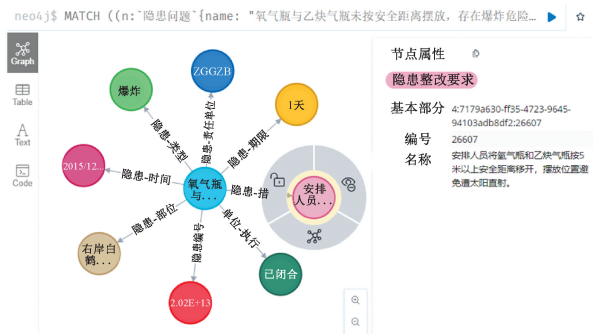 neo4j$ MATCH ((n:`隐患问题`{name: "氧气瓶与乙炔气瓶未按安全距离摆放，存在爆炸危险…
Graph
Table
Text
Code
ZGGZB
爆炸
1天
2015/12...
氧气瓶
与...
安排
人员...
右岸白
鹤...
2.02E+13
已闭合
隐患-类型
隐患-责任单位
隐患-期限
隐患-时间
隐患-措
隐患-部位
隐患编号
单位-执行
节点属性
隐患整改要求
基本部分
4:7179a630-ff35-4723-9645-
94103adb8df2:26607
编号
26607
名称
安排人员将氧气瓶和乙炔气瓶按5
米以上安全距离移开，摆放位置避
免遭太阳直射。